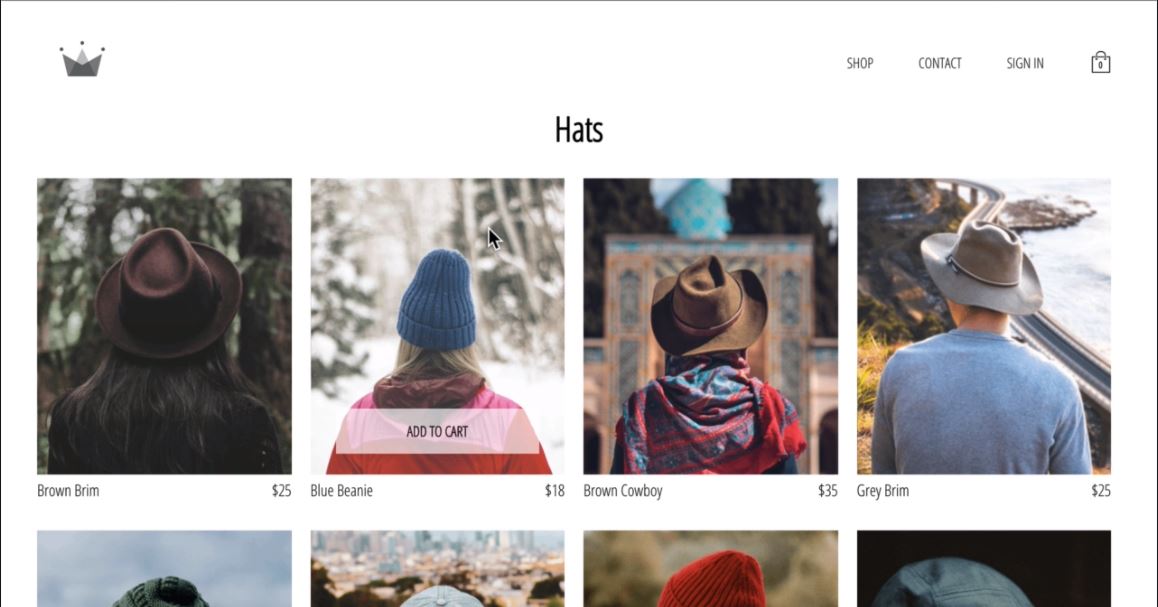 SHOP CONTACT SIGN IN 0
Hats
ADD TO CART
Brown Brim $25 Blue Beanie $18 Brown Cowboy $35 Grey Brim $25